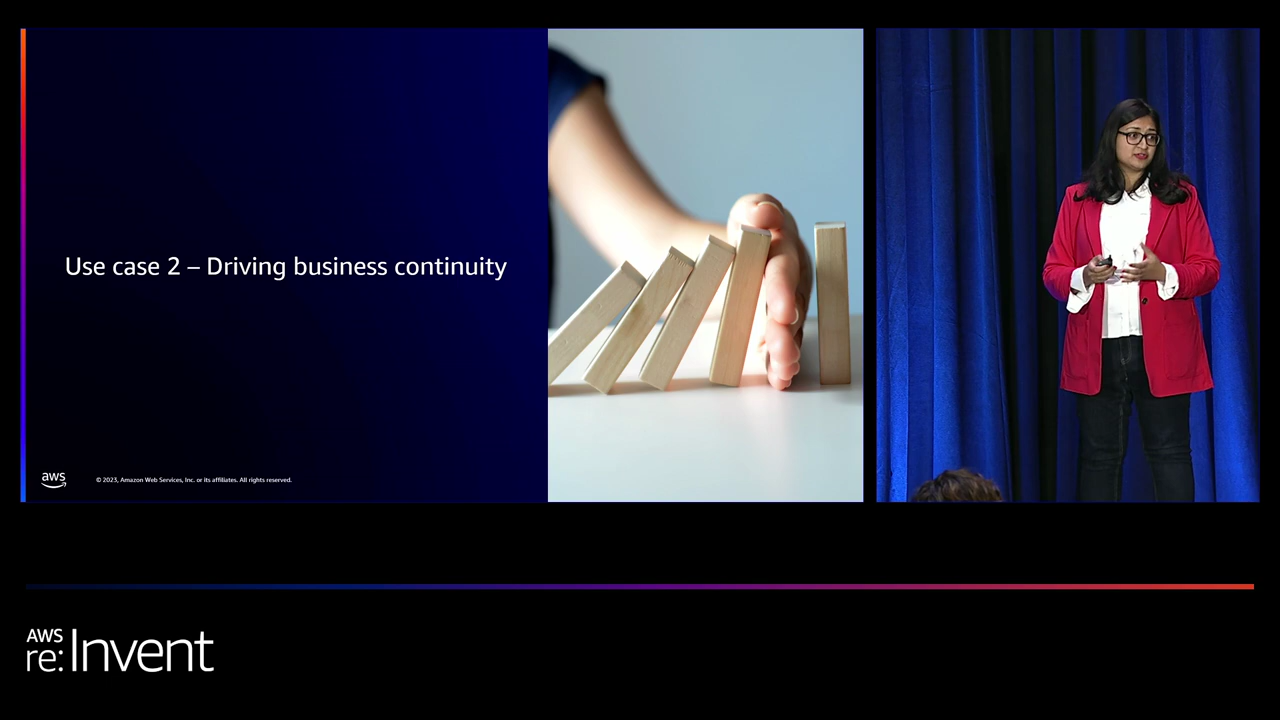 Use case 2 – Driving business continuity
aws
© 2023, Amazon Web Services, Inc. or its affiliates. All rights reserved.
AWS
re:Invent